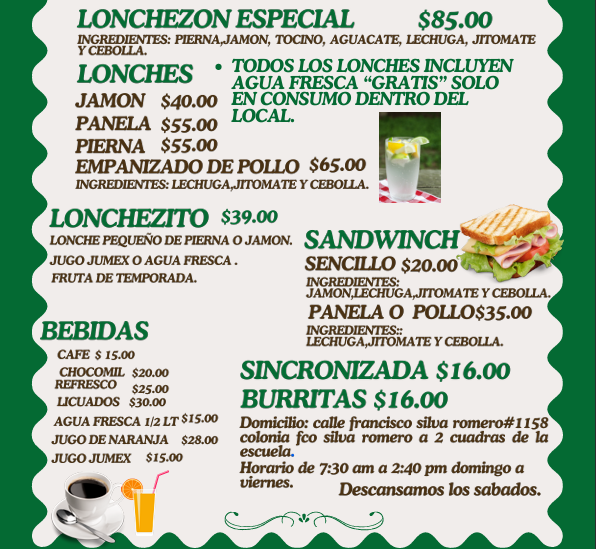 LONCHEZON ESPECIAL $85.00
INGREDIENTES: PIERNA,JAMON, TOCINO, AGUACATE, LECHUGA, JITOMATE
Y CEBOLLA.
LONCHES
• TODOS LOS LONCHES INCLUYEN
AGUA FRESCA “GRATIS” SOLO
EN CONSUMO DENTRO DEL
LOCAL.
JAMON $40.00
PANELA $55.00
PIERNA $55.00
EMPANIZADO DE POLLO $65.00
INGREDIENTES: LECHUGA,JITOMATE Y CEBOLLA.
LONCHEZITO $39.00
LONCHE PEQUEÑO DE PIERNA O JAMON.
JUGO JUMEX O AGUA FRESCA .
FRUTA DE TEMPORADA.
SANDWINCH
SENCILLO $20.00
INGREDIENTES:
JAMON,LECHUGA,JITOMATE Y CEBOLLA.
PANELA O POLLO$35.00
INGREDIENTES::
LECHUGA,JITOMATE Y CEBOLLA.
BEBIDAS
CAFE $ 15.00
CHOCOMIL $20.00
REFRESCO $25.00
LICUADOS $30.00
AGUA FRESCA 1/2 LT $15.00
JUGO DE NARANJA $28.00
JUGO JUMEX $15.00
SINCRONIZADA $16.00
BURRITAS $16.00
Domicilio: calle francisco silva romero#1158
colonia fco silva romero a 2 cuadras de la
escuela.
Horario de 7:30 am a 2:40 pm domingo a
viernes.
Descansamos los sabados.